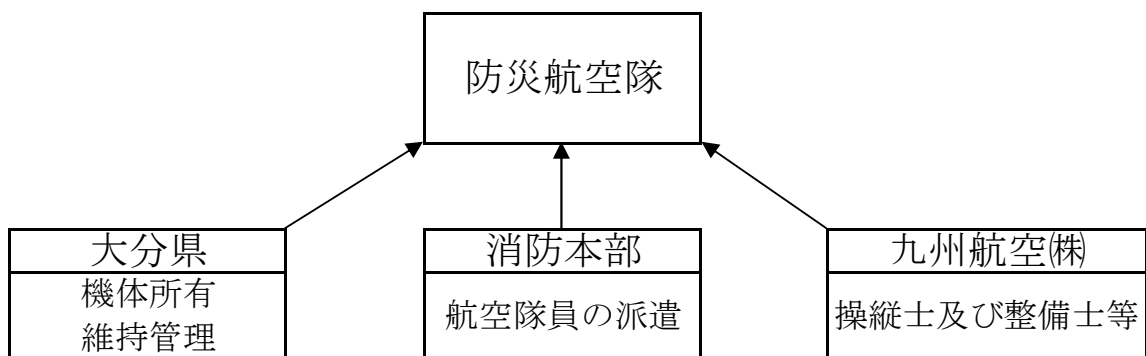 防災航空隊
大分県
機体所有
維持管理
消防本部
航空隊員の派遣
九州航空㈱
操縦士及び整備士等